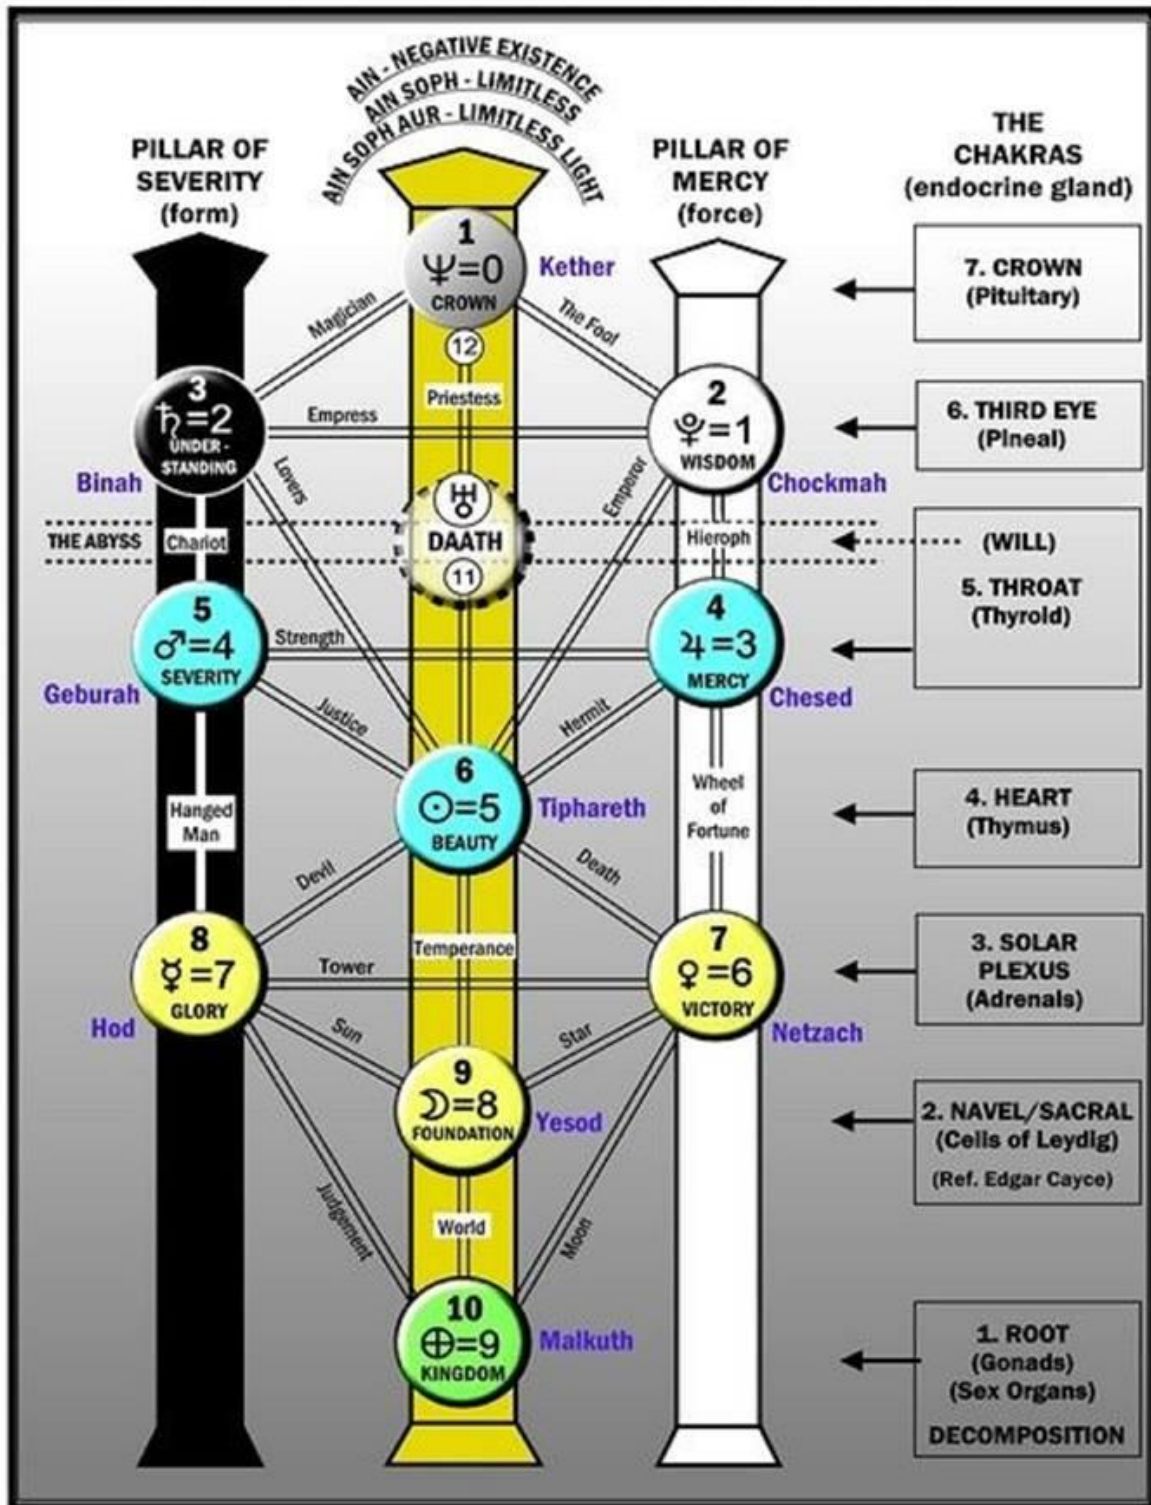 AIN - NEGATIVE EXISTENCE
AIN SOPH - LIMITLESS
AIN SOPH AUR - LIMITLESS LIGHT
PILLAR OF
SEVERITY
(form)
PILLAR OF
MERCY
(force)
THE
CHAKRAS
(endocrine gland)
1
♆=0
CROWN
Kether
7. CROWN
(Pituitary)
Magician
The Fool
12
Priestess
3
♄=2
UNDER-
STANDING
Binah
Empress
2
♇=1
WISDOM
Chockmah
6. THIRD EYE
(Pineal)
Lovers
Emperor
THE ABYSS
Chariot
♅
DAATH
11
Hieroph
(WILL)
5. THROAT
(Thyroid)
5
♂=4
SEVERITY
Geburah
Strength
4
♃=3
MERCY
Chesed
Justice
Hermit
Hanged
Man
6
☉=5
BEAUTY
Tiphareth
Wheel
of
Fortune
4. HEART
(Thymus)
Devil
Death
8
☿=7
GLORY
Hod
Temperance
Tower
7
♀=6
VICTORY
Netzach
3. SOLAR
PLEXUS
(Adrenals)
Sun
Star
9
☽=8
FOUNDATION
Yesod
2. NAVEL/SACRAL
(Cells of Leydig)
(Ref. Edgar Cayce)
Judgement
World
Moon
10
⊕=9
KINGDOM
Malkuth
1. ROOT
(Gonads)
(Sex Organs)
DECOMPOSITION